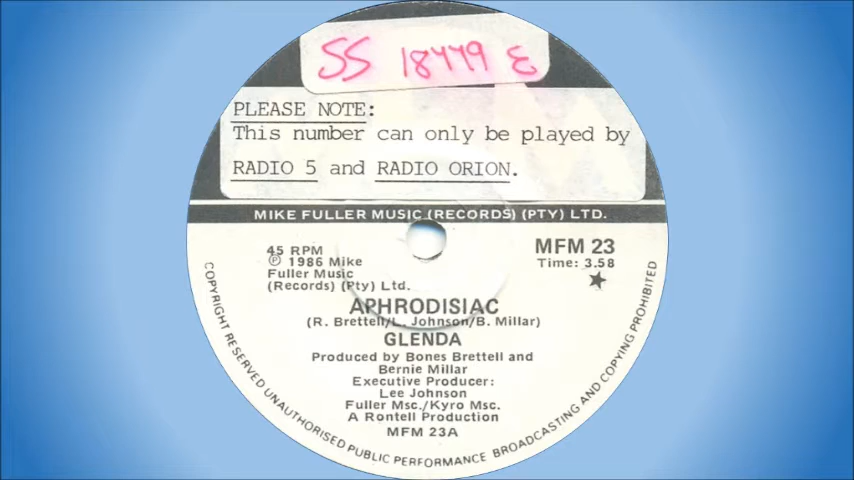 SS 18449 E
PLEASE NOTE:
This number can only be played by
RADIO 5 and RADIO ORION.
MIKE FULLER MUSIC (RECORDS) (PTY) LTD.
45 RPM
Ⓟ 1986 Mike
Fuller Music
(Records) (Pty) Ltd.
MFM 23
Time: 3.58
APHRODISIAC
(R. Brettell/L. Johnson/B. Millar)
GLENDA
Produced by Bones Brettell and
Bernie Millar
Executive Producer:
Lee Johnson
Fuller Msc./Kyro Msc.
A Rontell Production
MFM 23A
COPYRIGHT RESERVED UNAUTHORISED PUBLIC PERFORMANCE BROADCASTING AND COPYING PROHIBITED